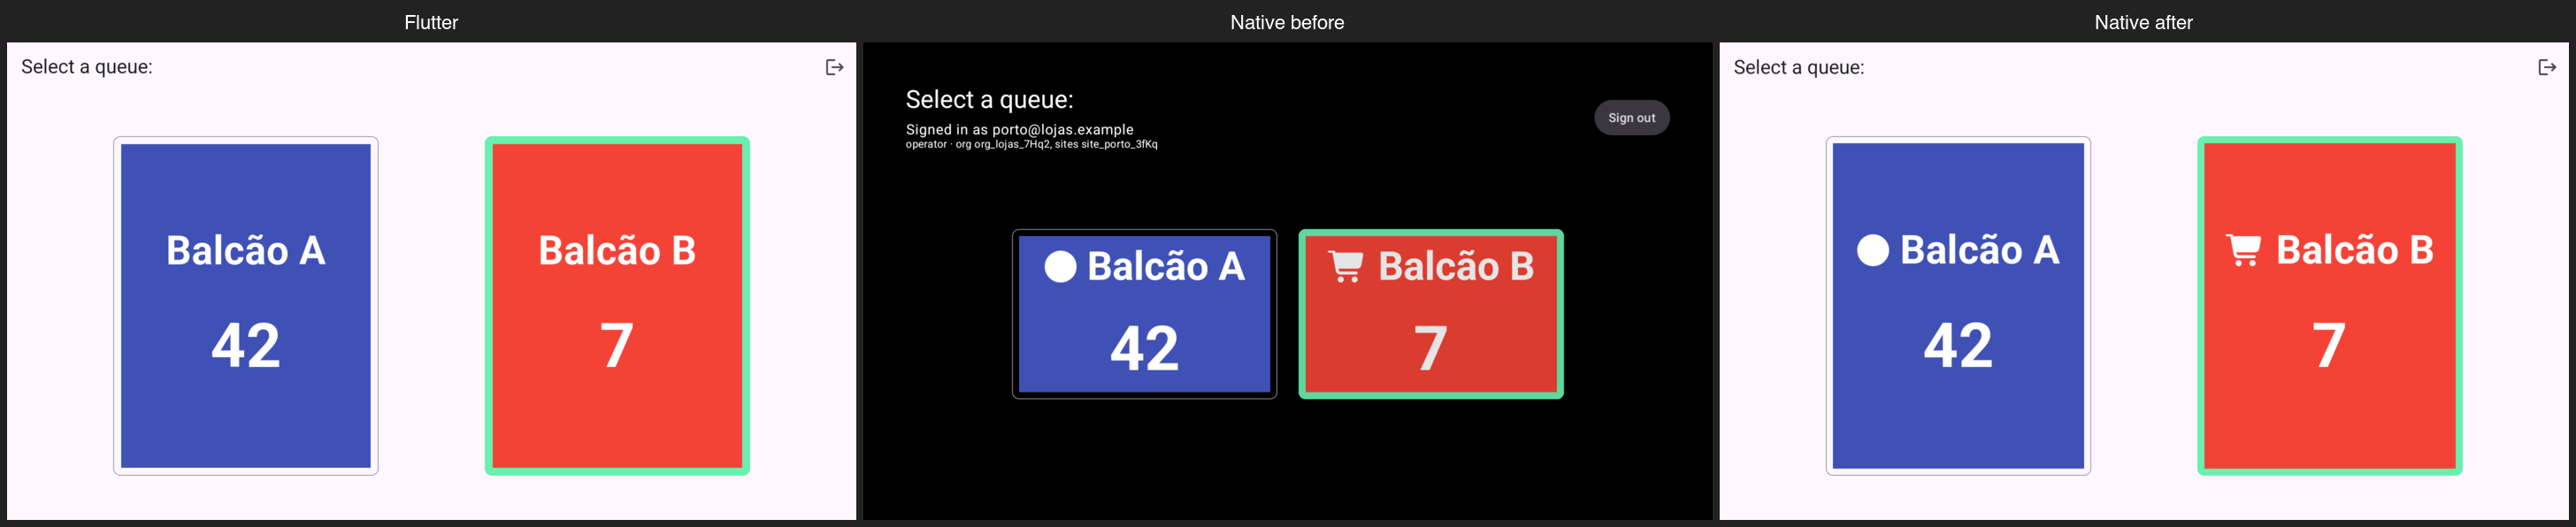 Flutter
Select a queue:
Balcão A
42
Balcão B
7
Native before
Select a queue:
Signed in as porto@lojas.example
operator · org org_lojas_7Hq2, sites site_porto_3fKq
Sign out
Balcão A
42
Balcão B
7
Native after
Select a queue:
Balcão A
42
Balcão B
7